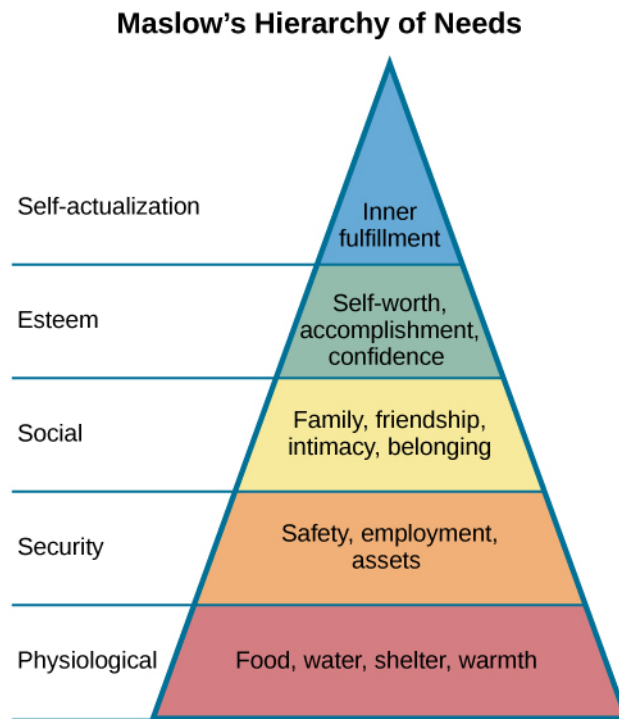 Maslow’s Hierarchy of Needs
Self-actualization
Inner
fulfillment
Esteem
Self-worth,
accomplishment,
confidence
Social
Family, friendship,
intimacy, belonging
Security
Safety, employment,
assets
Physiological
Food, water, shelter, warmth